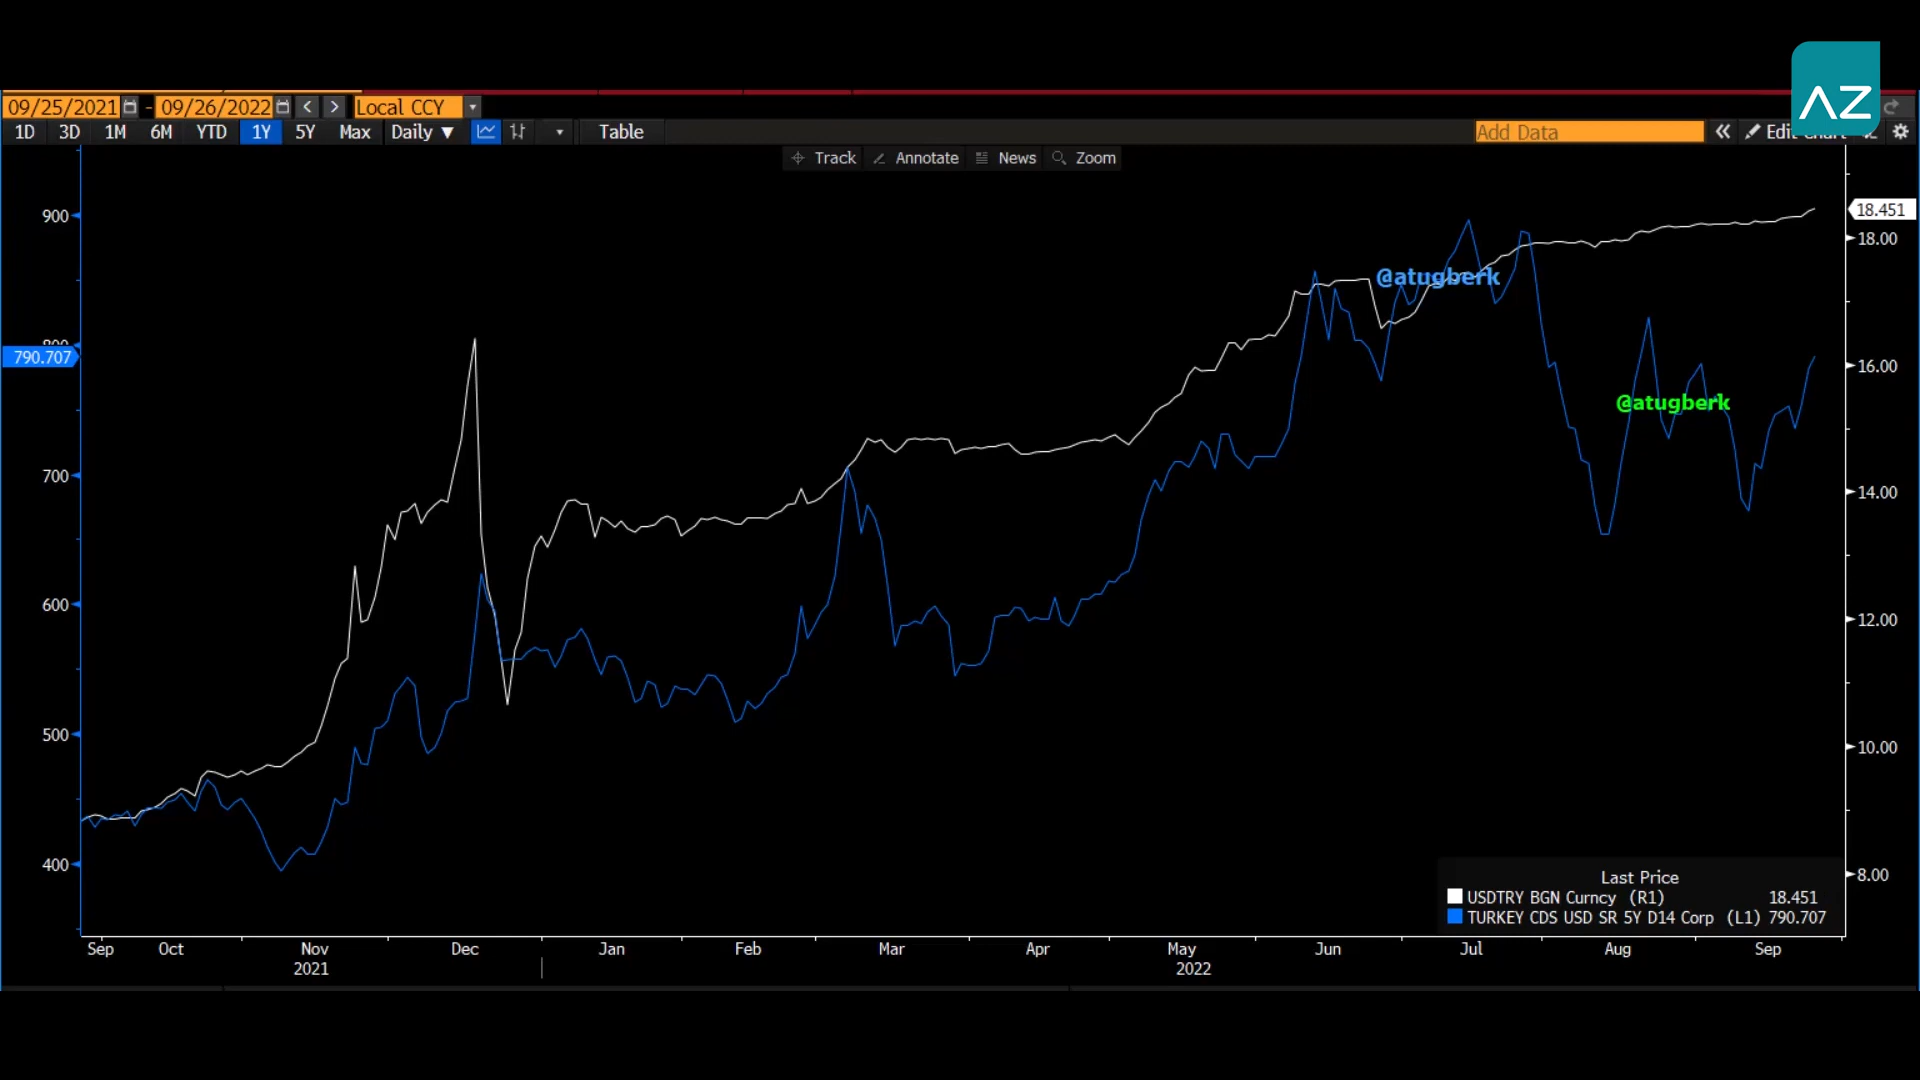 AZ
09/25/2021 - 09/26/2022 < > Local CCY
1D 3D 1M 6M YTD 1Y 5Y Max Daily ▼ Table Add Data « Edit Chart
Track Annotate News Zoom
900
800
790.707
700
600
500
400
18.451
18.00
16.00
14.00
12.00
10.00
8.00
@atugberk
@atugberk
Last Price
USDTRY BGN Curncy (R1) 18.451
TURKEY CDS USD SR 5Y D14 Corp (L1) 790.707
Sep Oct Nov Dec Jan Feb Mar Apr May Jun Jul Aug Sep
2021 2022